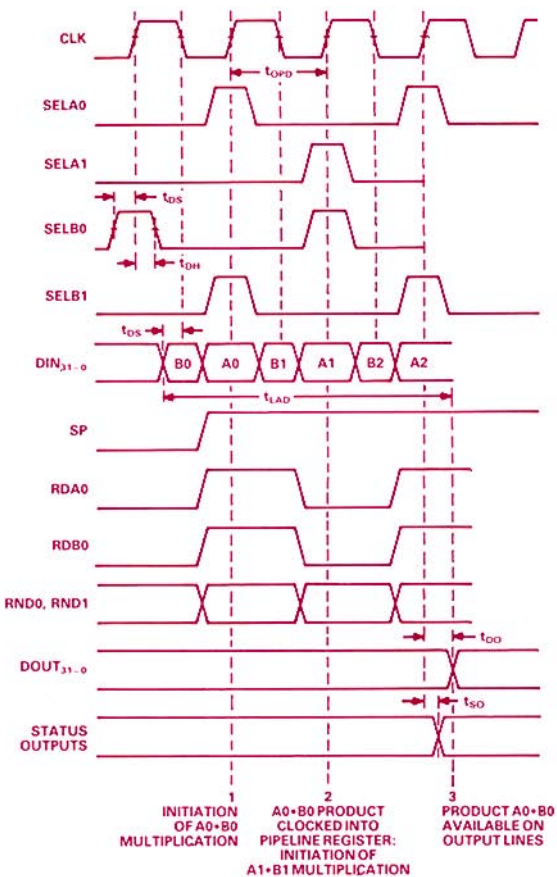 CLK
tOPD
SELA0
SELA1
tDS
SELB0
tDH
SELB1
tDS
DIN31-0
B0 A0 B1 A1 B2 A2
tLAD
SP
RDA0
RDB0
RND0, RND1
tDO
DOUT31-0
tSO
STATUS
OUTPUTS
1 2 3
INITIATION
OF A0•B0
MULTIPLICATION
A0•B0 PRODUCT
CLOCKED INTO
PIPELINE REGISTER:
INITIATION OF
A1•B1 MULTIPLICATION
PRODUCT A0•B0
AVAILABLE ON
OUTPUT LINES